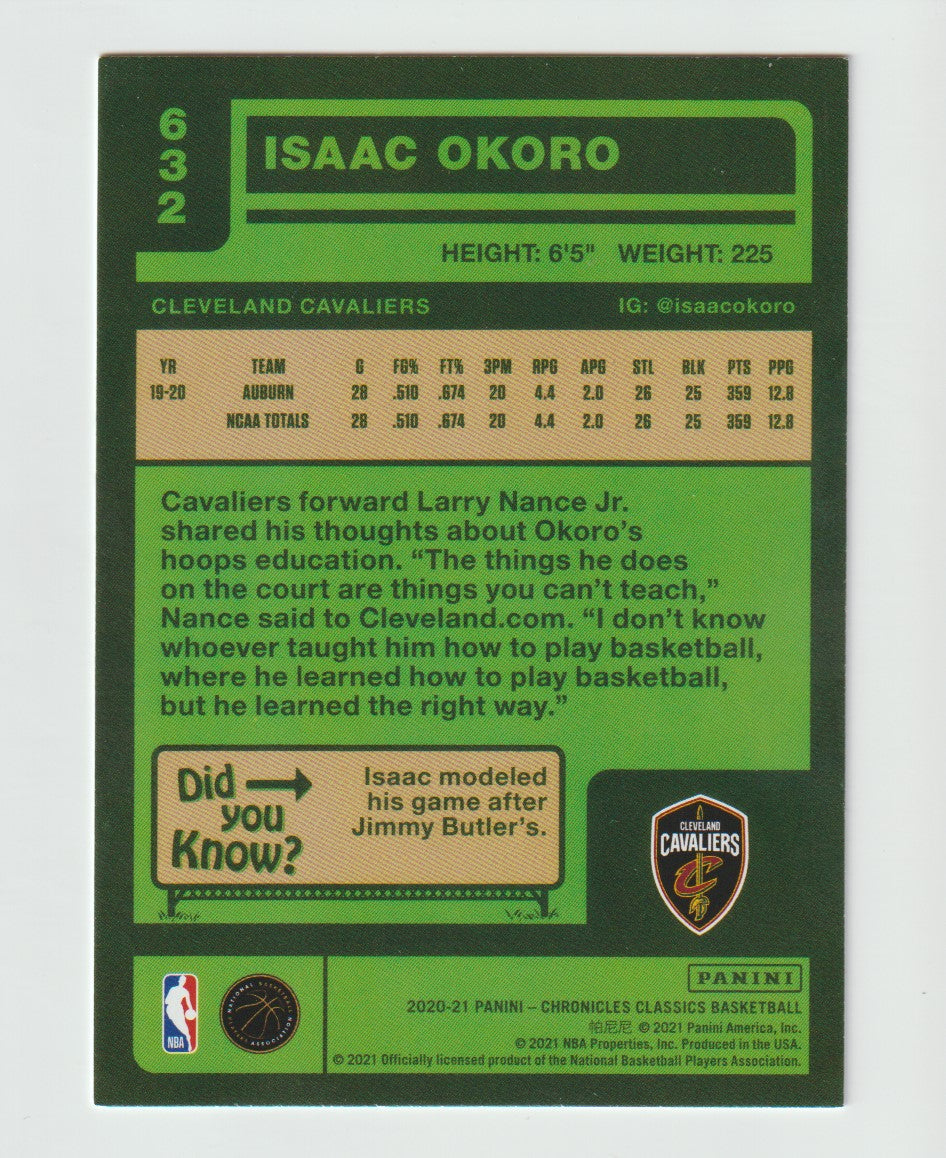 632
ISAAC OKORO
HEIGHT: 6'5" WEIGHT: 225
CLEVELAND CAVALIERS IG: @isaacokoro
YR TEAM G FG% FT% 3PM RPG APG STL BLK PTS PPG
19-20 AUBURN 28 .510 .674 20 4.4 2.0 26 25 359 12.8
NCAA TOTALS 28 .510 .674 20 4.4 2.0 26 25 359 12.8
Cavaliers forward Larry Nance Jr.
shared his thoughts about Okoro’s
hoops education. “The things he does
on the court are things you can’t teach,”
Nance said to Cleveland.com. “I don’t know
whoever taught him how to play basketball,
where he learned how to play basketball,
but he learned the right way.”
Did
you
Know?
Isaac modeled
his game after
Jimmy Butler’s.
CLEVELAND
CAVALIERS
C
NBA
NATIONAL BASKETBALL
PLAYERS ASSOCIATION
PANINI
2020-21 PANINI – CHRONICLES CLASSICS BASKETBALL
帕尼尼 © 2021 Panini America, Inc.
© 2021 NBA Properties, Inc. Produced in the USA.
© 2021 Officially licensed product of the National Basketball Players Association.